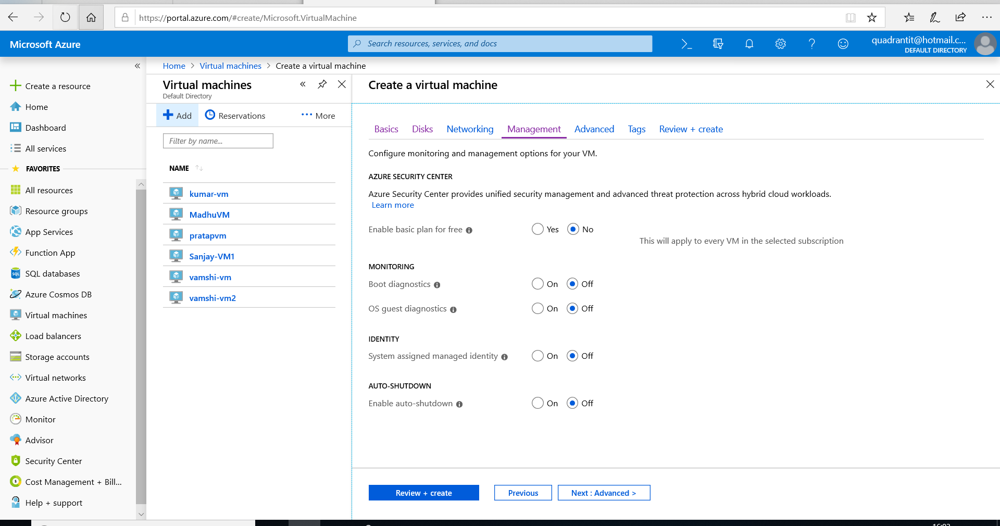 https://portal.azure.com/#create/Microsoft.VirtualMachine
Microsoft Azure
Search resources, services, and docs
quadrantit@hotmail.c...
DEFAULT DIRECTORY
Home > Virtual machines > Create a virtual machine
Create a resource
Home
Dashboard
All services
FAVORITES
All resources
Resource groups
App Services
Function App
SQL databases
Azure Cosmos DB
Virtual machines
Load balancers
Storage accounts
Virtual networks
Azure Active Directory
Monitor
Advisor
Security Center
Cost Management + Bill...
Help + support
Virtual machines
Default Directory
Add
Reservations
More
Filter by name...
NAME
kumar-vm
MadhuVM
pratapvm
Sanjay-VM1
vamshi-vm
vamshi-vm2
Create a virtual machine
Basics Disks Networking Management Advanced Tags Review + create
Configure monitoring and management options for your VM.
AZURE SECURITY CENTER
Azure Security Center provides unified security management and advanced threat protection across hybrid cloud workloads.
Learn more
Enable basic plan for free Yes No
This will apply to every VM in the selected subscription
MONITORING
Boot diagnostics On Off
OS guest diagnostics On Off
IDENTITY
System assigned managed identity On Off
AUTO-SHUTDOWN
Enable auto-shutdown On Off
Review + create
Previous
Next : Advanced >